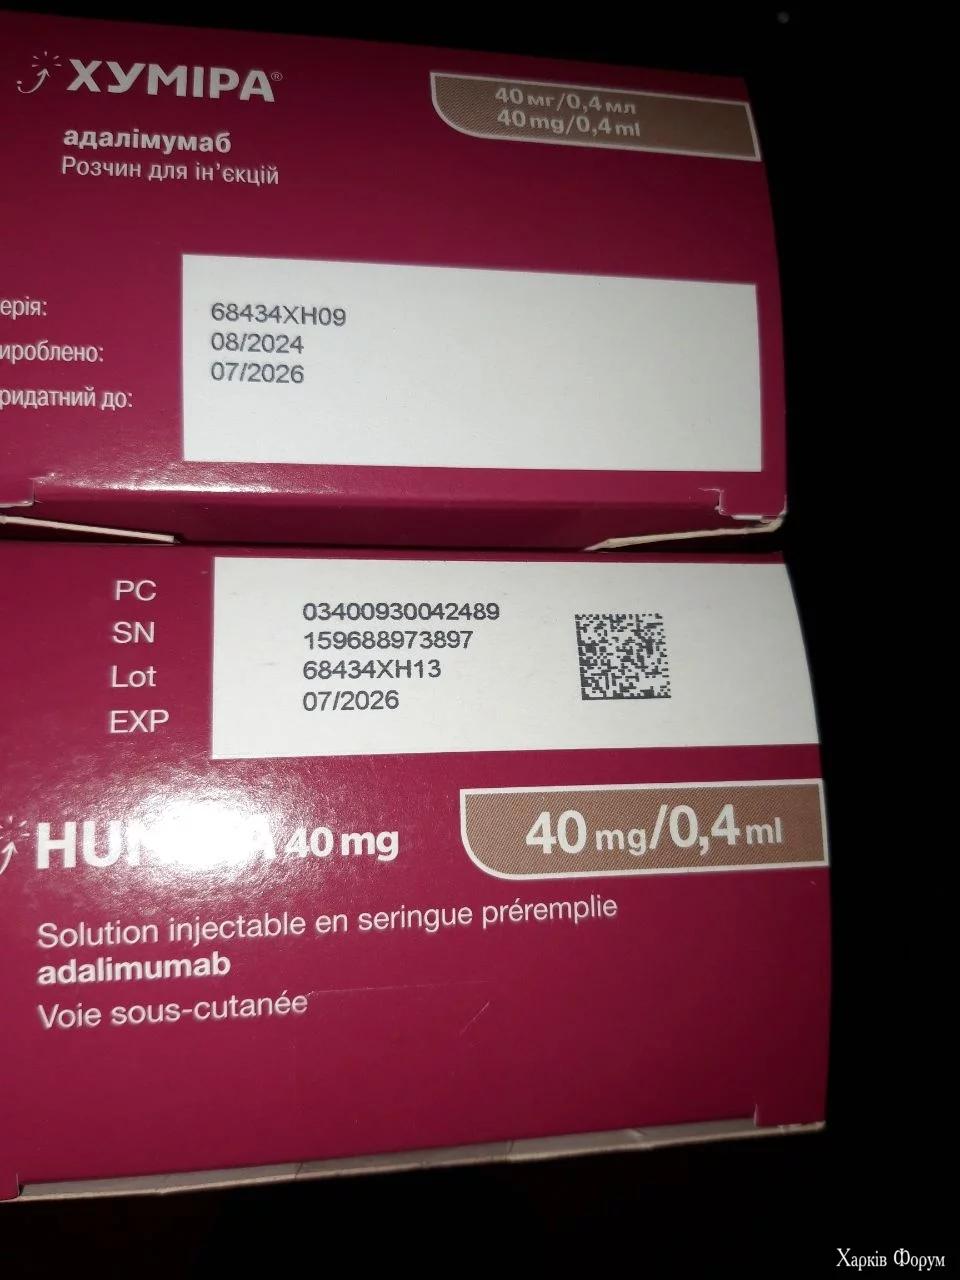 ХУМІРА®
40 мг/0,4 мл
40 mg/0,4 ml
адалімумаб
Розчин для ін’єкцій
ерія:
68434XH09
ироблено:
08/2024
ридатний до:
07/2026
PC
03400930042489
SN
159688973897
Lot
68434XH13
EXP
07/2026
40 mg
40 mg/0,4 ml
Solution injectable en seringue préremplie
adalimumab
Voie sous-cutanée
Харків Форум